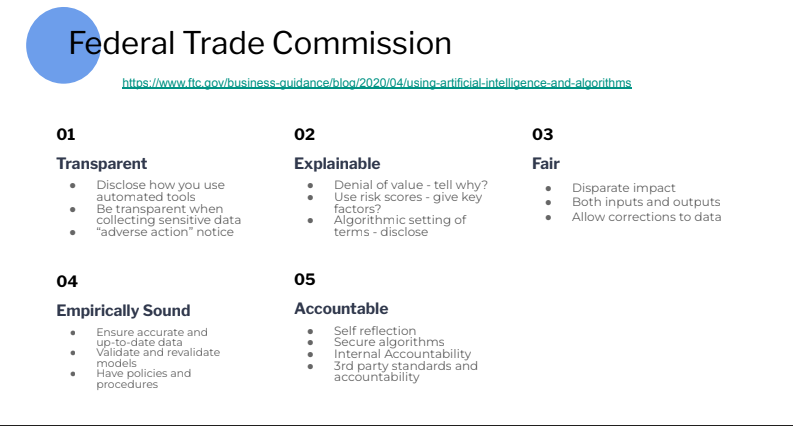 Federal Trade Commission
https://www.ftc.gov/business-guidance/blog/2020/04/using-artificial-intelligence-and-algorithms
01
Transparent
● Disclose how you use
automated tools
● Be transparent when
collecting sensitive data
● “adverse action” notice
02
Explainable
● Denial of value - tell why?
● Use risk scores - give key
factors?
● Algorithmic setting of
terms - disclose
03
Fair
● Disparate impact
● Both inputs and outputs
● Allow corrections to data
04
Empirically Sound
● Ensure accurate and
up-to-date data
● Validate and revalidate
models
● Have policies and
procedures
05
Accountable
● Self reflection
● Secure algorithms
● Internal Accountability
● 3rd party standards and
accountability